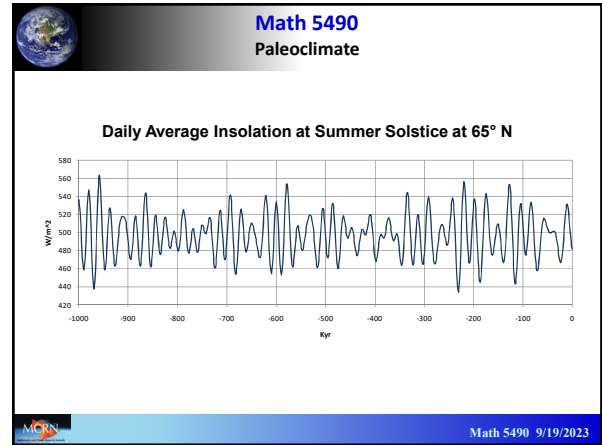 Math 5490
Paleoclimate
Daily Average Insolation at Summer Solstice at 65° N
580
560
540
520
500
480
460
440
420
W/m^2
-1000 -900 -800 -700 -600 -500 -400 -300 -200 -100 0
Kyr
MCRN
Math 5490 9/19/2023